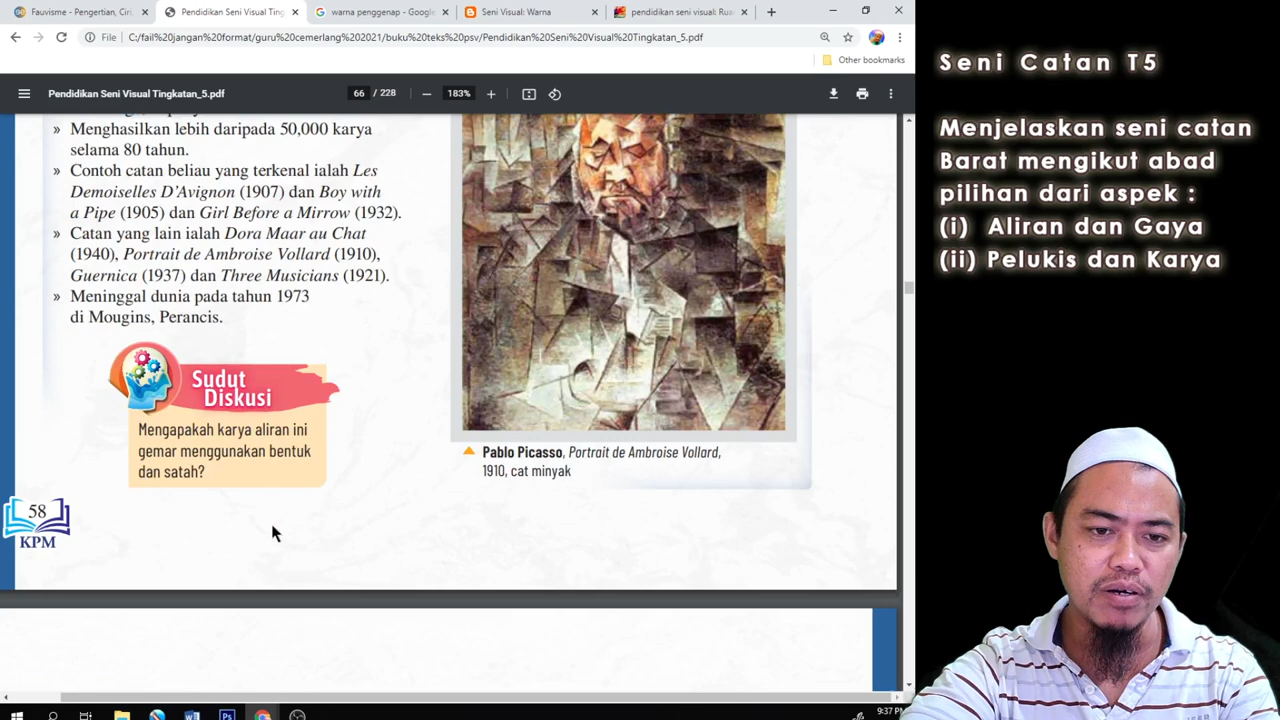 Fauvisme - Pengertian, Ciri,
Pendidikan Seni Visual Ting
warna penggenap - Google
Seni Visual: Warna
pendidikan seni visual: Rua
File
C:/fail%20jangan%20format/guru%20cemerlang%202021/buku%20teks%20psv/Pendidikan%20Seni%20Visual%20Tingkatan_5.pdf
Other bookmarks
Pendidikan Seni Visual Tingkatan_5.pdf
66 / 228
183%
» Menghasilkan lebih daripada 50,000 karya
selama 80 tahun.
» Contoh catan beliau yang terkenal ialah Les
Demoiselles D’Avignon (1907) dan Boy with
a Pipe (1905) dan Girl Before a Mirrow (1932).
» Catan yang lain ialah Dora Maar au Chat
(1940), Portrait de Ambroise Vollard (1910),
Guernica (1937) dan Three Musicians (1921).
» Meninggal dunia pada tahun 1973
di Mougins, Perancis.
Sudut
Diskusi
Mengapakah karya aliran ini
gemar menggunakan bentuk
dan satah?
58
KPM
Pablo Picasso, Portrait de Ambroise Vollard,
1910, cat minyak
9:37 PM
Seni Catan T5
Menjelaskan seni catan
Barat mengikut abad
pilihan dari aspek :
(i) Aliran dan Gaya
(ii) Pelukis dan Karya